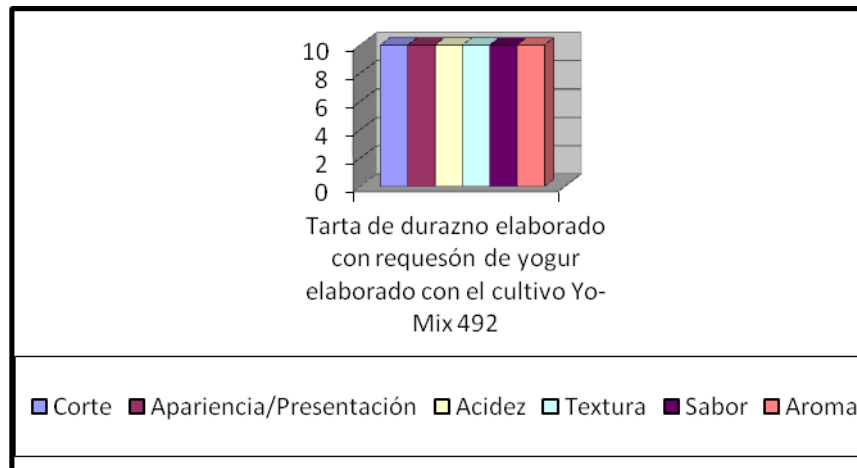 10
8
6
4
2
0
Tarta de durazno elaborado
con requesón de yogur
elaborado con el cultivo Yo-
Mix 492
Corte Apariencia/Presentación Acidez Textura Sabor Aroma